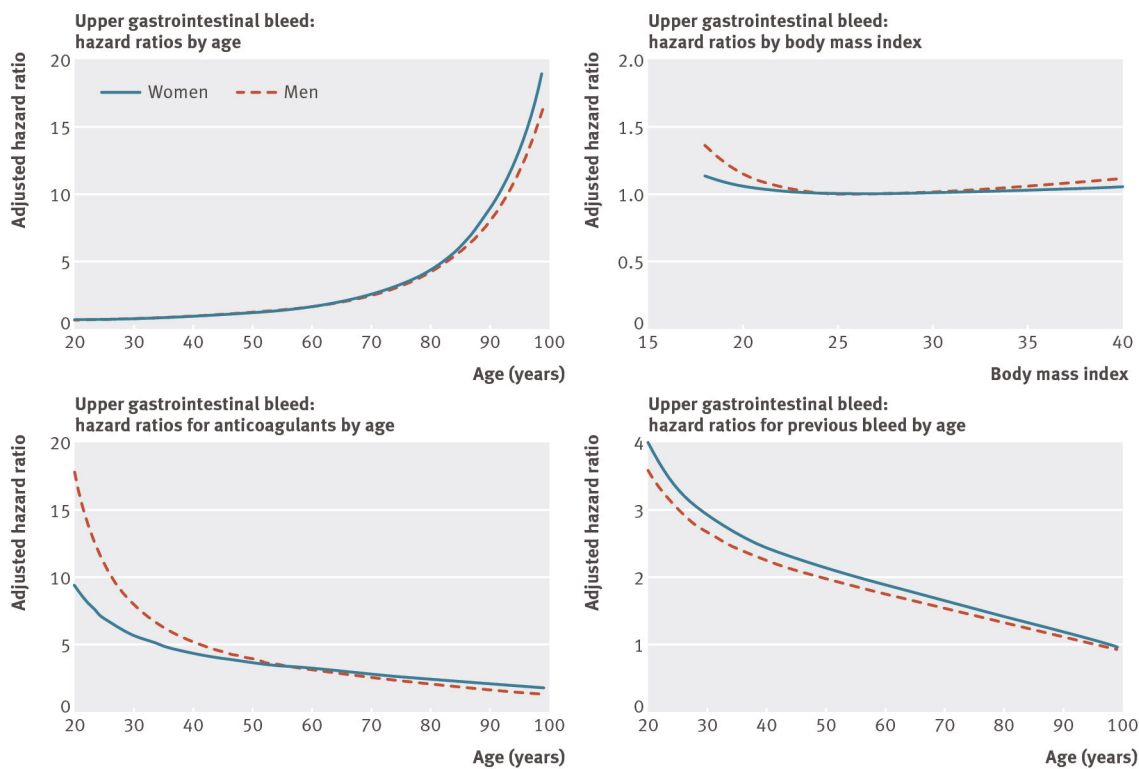 Upper gastrointestinal bleed:
hazard ratios by age
Adjusted hazard ratio
20
15
10
5
0
Women
Men
20 30 40 50 60 70 80 90 100
Age (years)
Upper gastrointestinal bleed:
hazard ratios by body mass index
Adjusted hazard ratio
2.0
1.5
1.0
0.5
0
15 20 25 30 35 40
Body mass index
Upper gastrointestinal bleed:
hazard ratios for anticoagulants by age
Adjusted hazard ratio
20
15
10
5
0
20 30 40 50 60 70 80 90 100
Age (years)
Upper gastrointestinal bleed:
hazard ratios for previous bleed by age
Adjusted hazard ratio
4
3
2
1
0
20 30 40 50 60 70 80 90 100
Age (years)